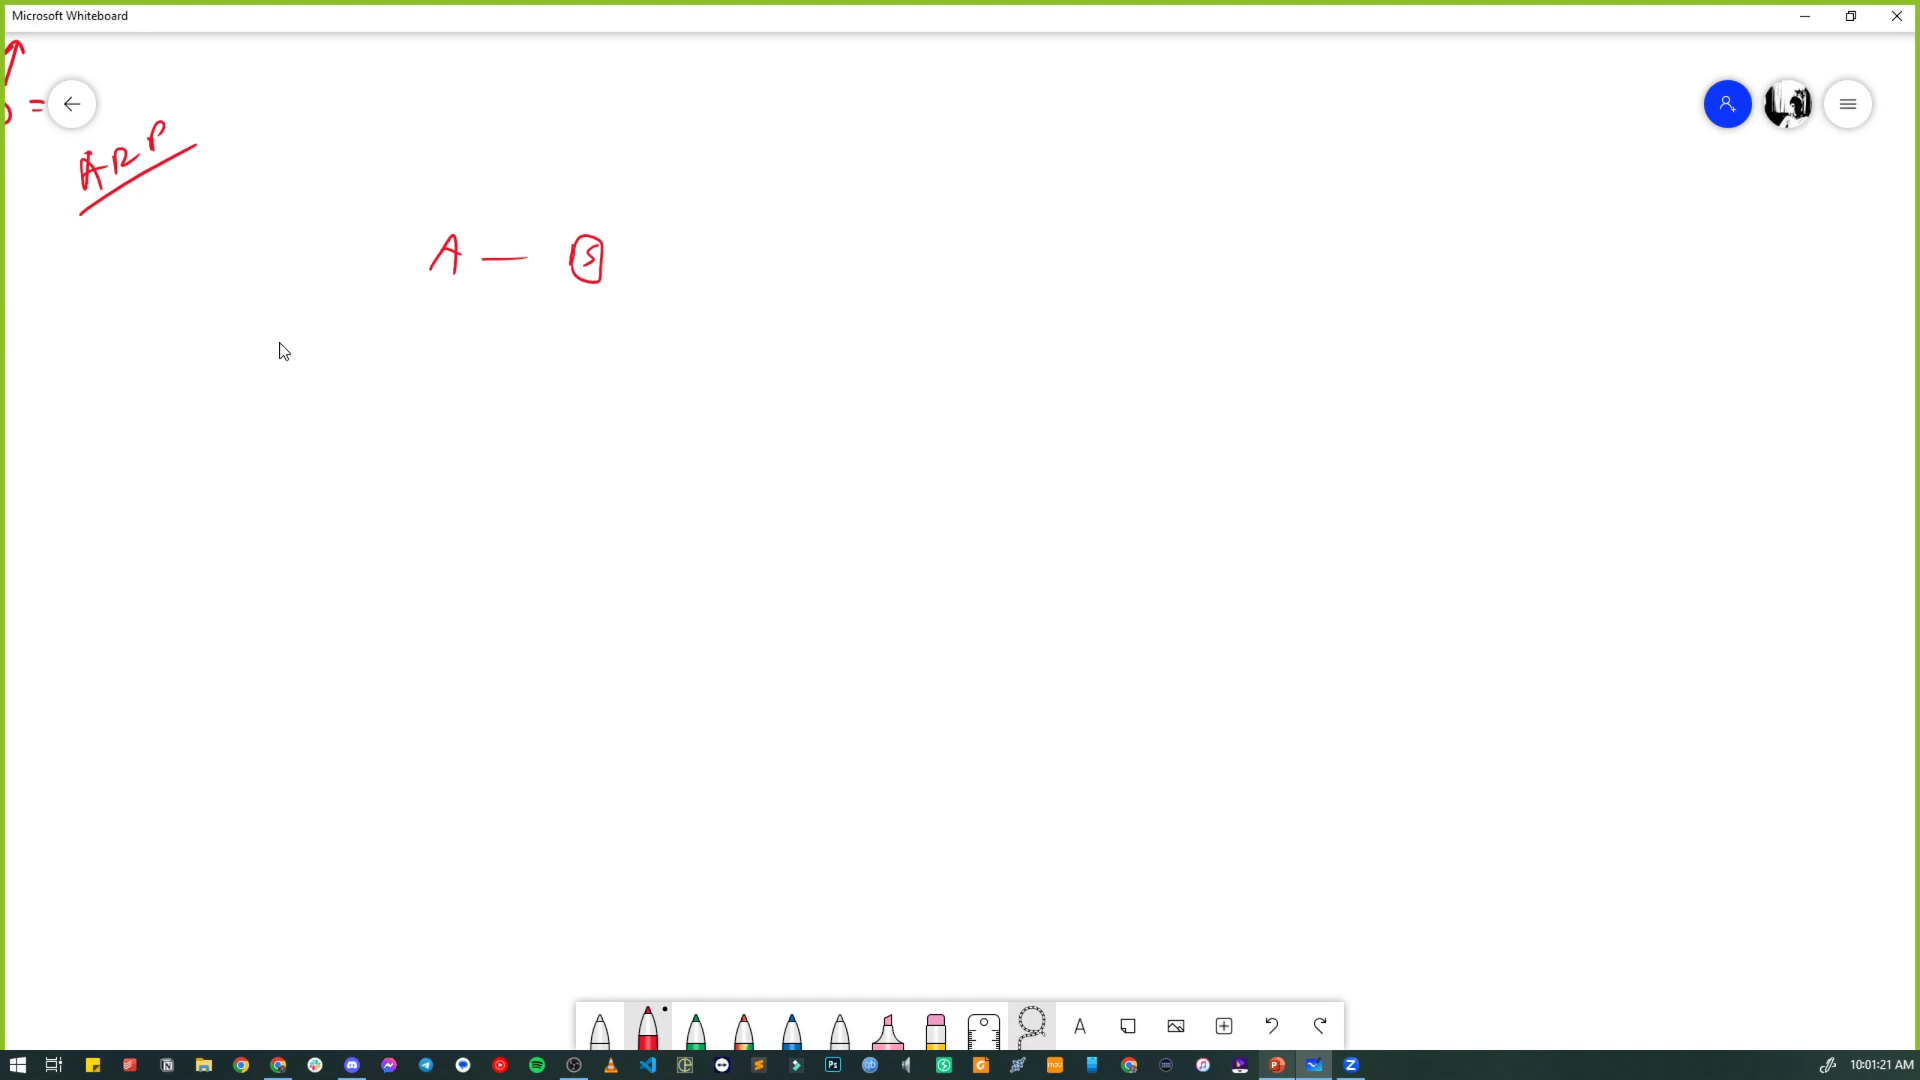 Microsoft Whiteboard
=
ARP
A — S
A
10:01:21 AM